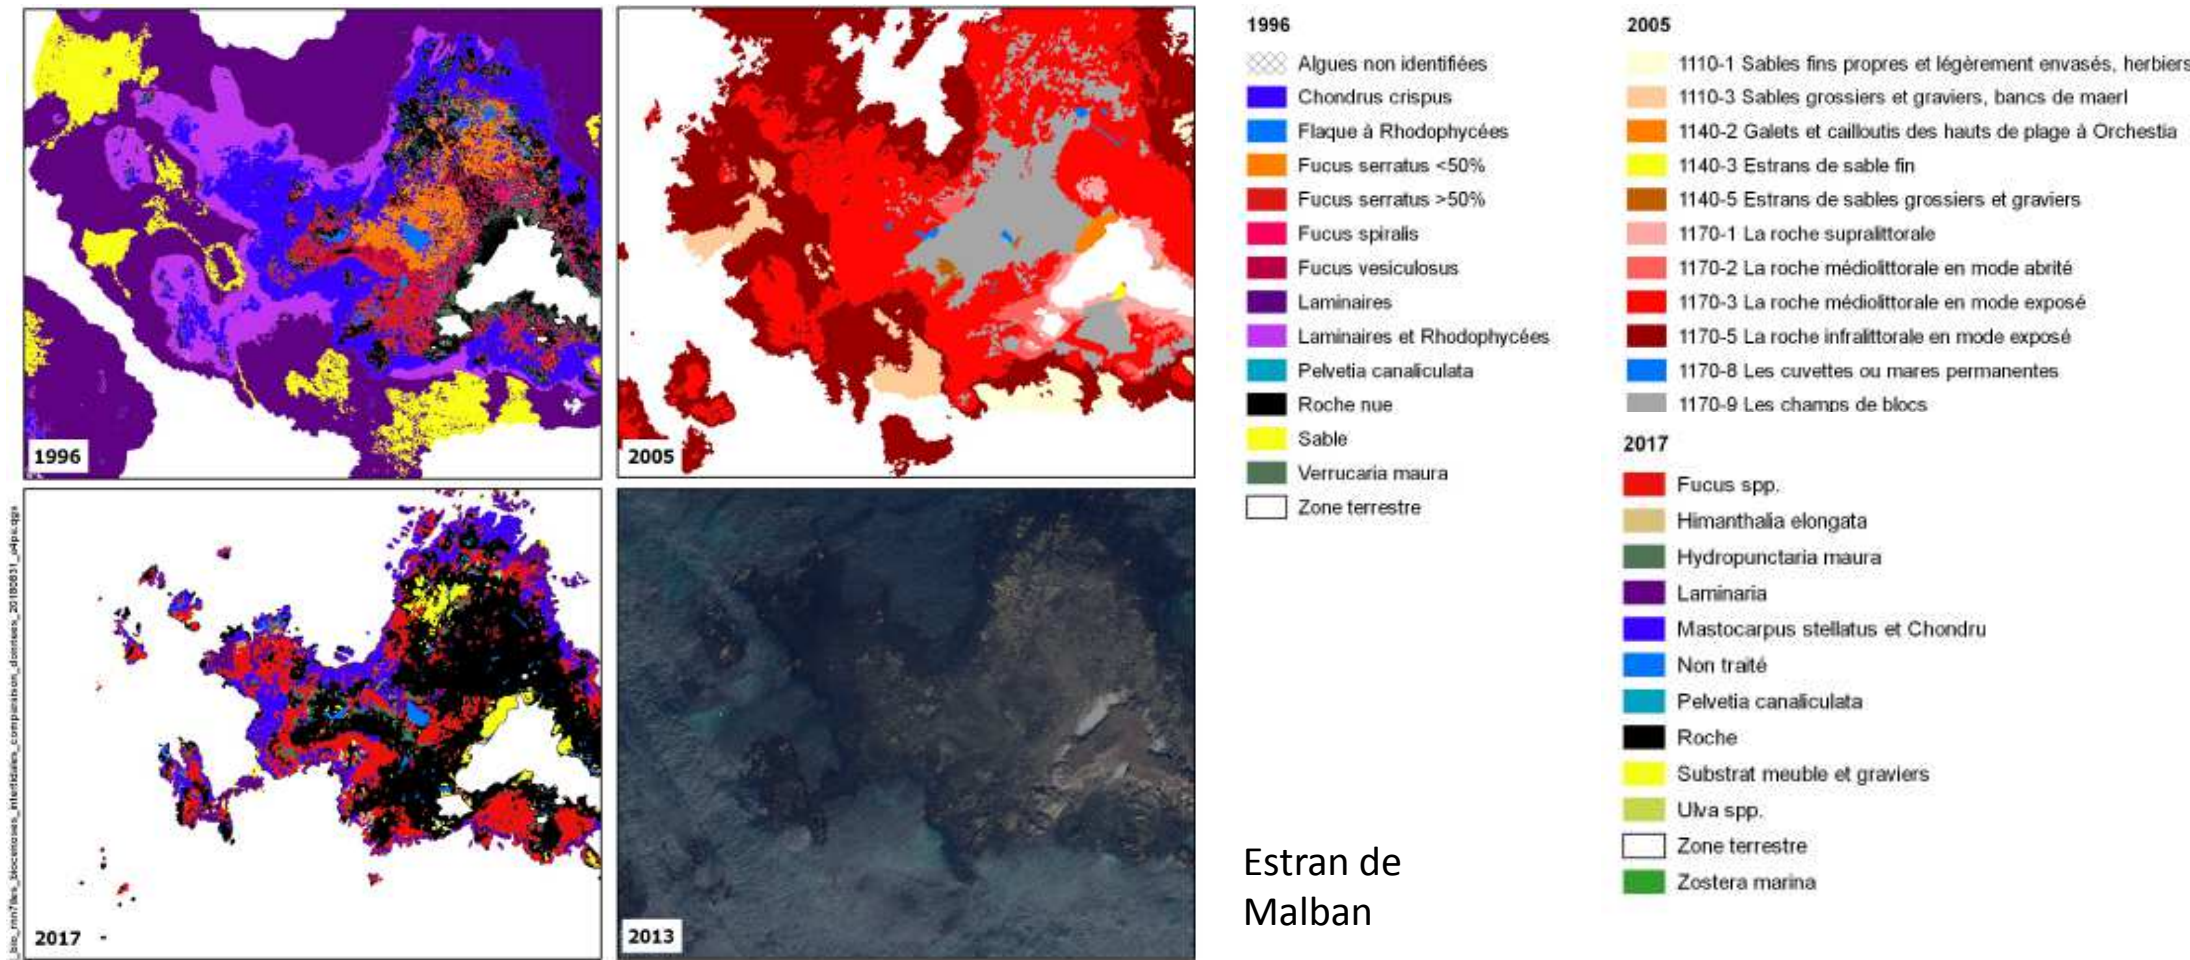 1996
2005
2017
2013
1996
Algues non identifiées
Chondrus crispus
Flaque à Rhodophycées
Fucus serratus <50%
Fucus serratus >50%
Fucus spiralis
Fucus vesiculosus
Laminaires
Laminaires et Rhodophycées
Pelvetia canaliculata
Roche nue
Sable
Verrucaria maura
Zone terrestre
2005
1110-1 Sables fins propres et légèrement envasés, herbiers
1110-3 Sables grossiers et graviers, bancs de maerl
1140-2 Galets et cailloutis des hauts de plage à Orchestia
1140-3 Estrans de sable fin
1140-5 Estrans de sables grossiers et graviers
1170-1 La roche supralittorale
1170-2 La roche médiolittorale en mode abrité
1170-3 La roche médiolittorale en mode exposé
1170-5 La roche infralittorale en mode exposé
1170-8 Les cuvettes ou mares permanentes
1170-9 Les champs de blocs
2017
Fucus spp.
Himanthalia elongata
Hydropunctaria maura
Laminaria
Mastocarpus stellatus et Chondru
Non traité
Pelvetia canaliculata
Roche
Substrat meuble et graviers
Ulva spp.
Zone terrestre
Zostera marina
Estran de
Malban